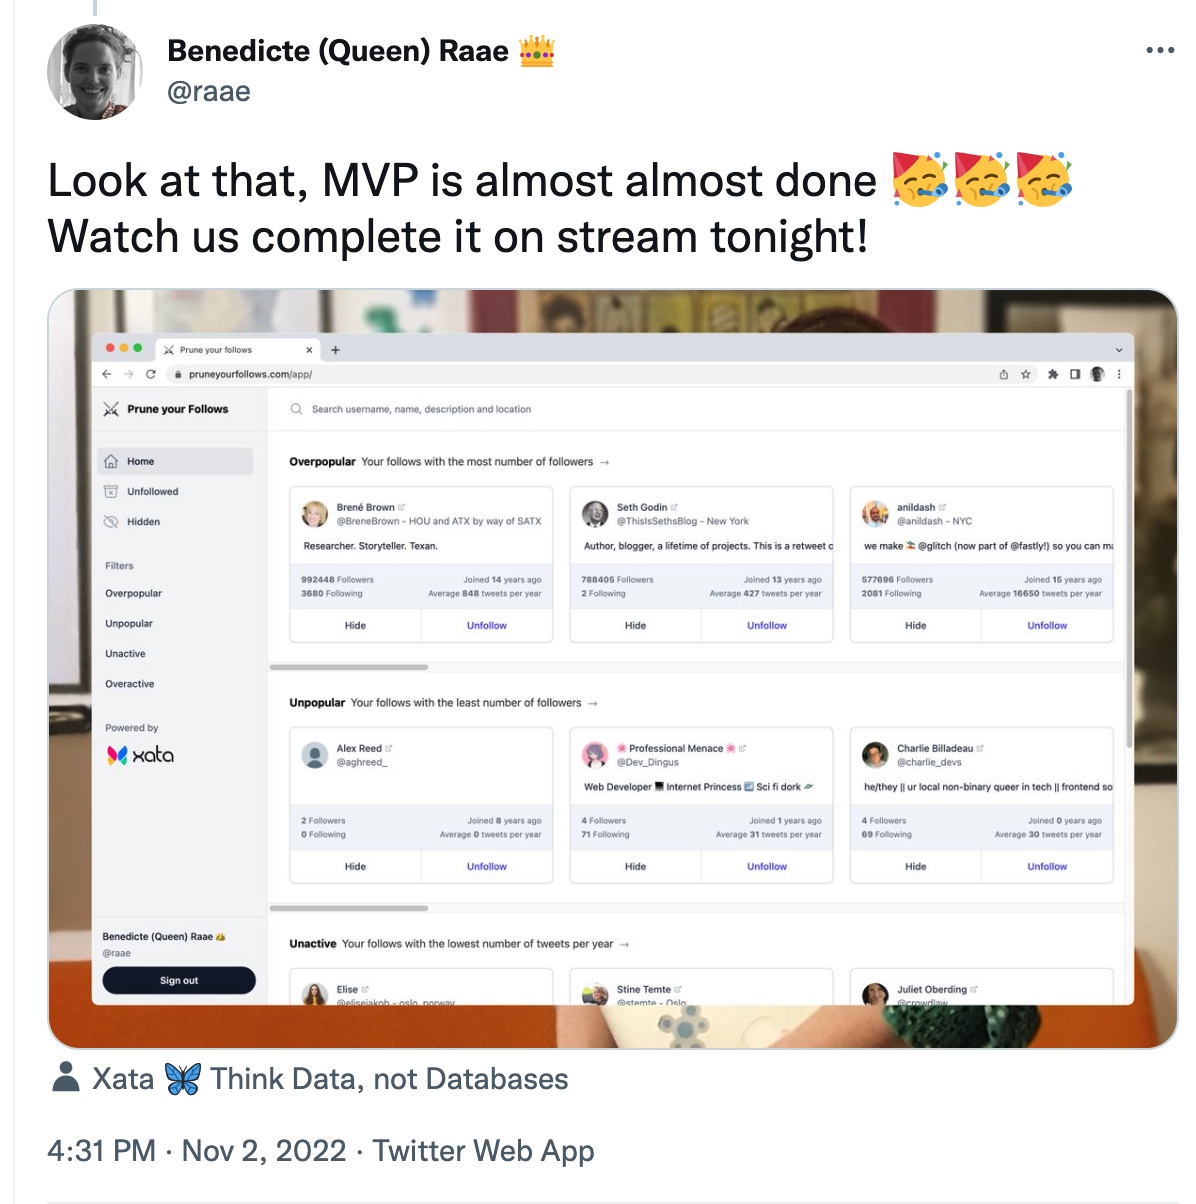 Benedicte (Queen) Raae 👑
@raae
Look at that, MVP is almost almost done 🥳🥳🥳
Watch us complete it on stream tonight!
Prune your follows
pruneyourfollows.com/app/
Prune your Follows
Search username, name, description and location
Home
Unfollowed
Hidden
Filters
Overpopular
Unpopular
Unactive
Overactive
Powered by
xata
Benedicte (Queen) Raae 👑
@raae
Sign out
Overpopular Your follows with the most number of followers →
Brené Brown
@BreneBrown - HOU and ATX by way of SATX
Researcher. Storyteller. Texan.
992448 Followers Joined 14 years ago
3680 Following Average 848 tweets per year
Hide Unfollow
Seth Godin
@ThisIsSethsBlog - New York
Author, blogger, a lifetime of projects. This is a retweet
788405 Followers Joined 13 years ago
2 Following Average 427 tweets per year
Hide Unfollow
anildash
@anildash - NYC
we make 🏝 @glitch (now part of @fastly!) so you can
577696 Followers Joined 15 years ago
2081 Following Average 16650 tweets per year
Hide Unfollow
Unpopular Your follows with the least number of followers →
Alex Reed
@aghreed_
2 Followers Joined 8 years ago
0 Following Average 0 tweets per year
Hide Unfollow
🌸 Professional Menace 🌸
@Dev_Dingus
Web Developer Internet Princess Sci fi dork 🪐
4 Followers Joined 1 years ago
71 Following Average 31 tweets per year
Hide Unfollow
Charlie Billadeau
@charlie_devs
he/they || ur local non-binary queer in tech || frontend so
4 Followers Joined 0 years ago
69 Following Average 30 tweets per year
Hide Unfollow
Unactive Your follows with the lowest number of tweets per year →
Elise
@elisejakob - oslo, norway
Stine Temte
@stemte - Oslo
Juliet Oberding
@crowdlaw
Xata 🦋 Think Data, not Databases
4:31 PM · Nov 2, 2022 · Twitter Web App